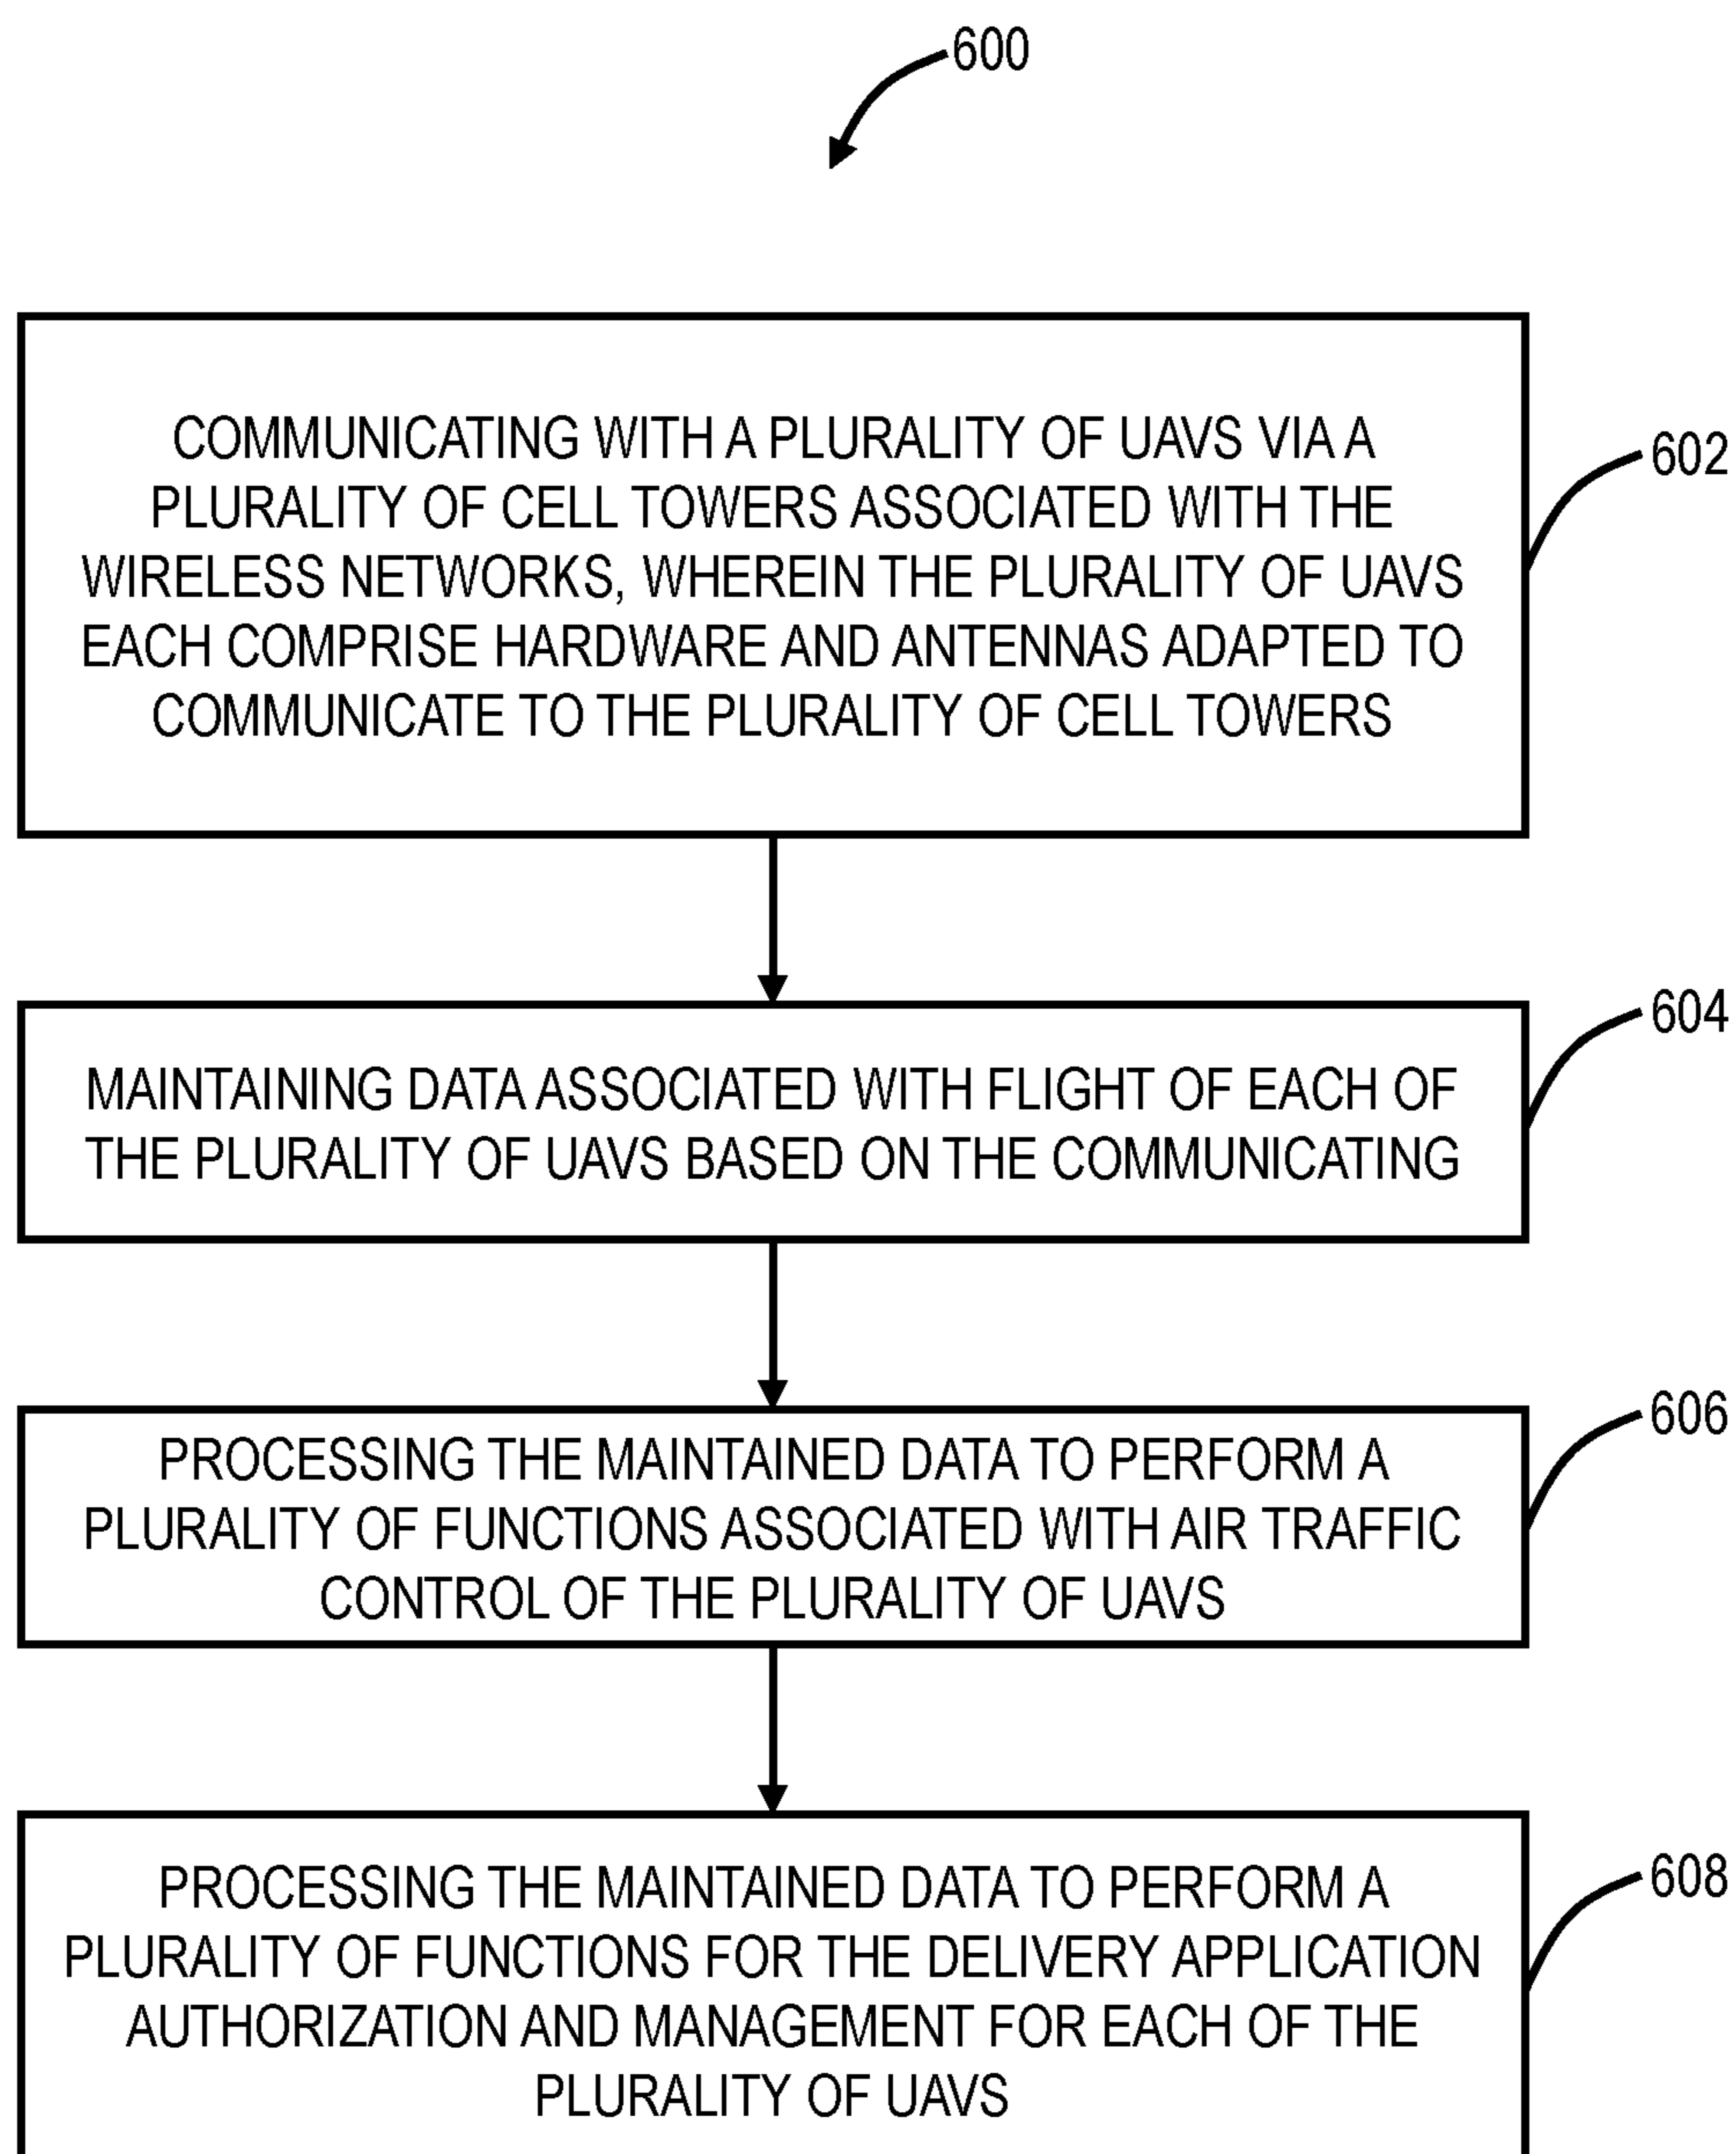 600
COMMUNICATING WITH A PLURALITY OF UAVS VIA A
PLURALITY OF CELL TOWERS ASSOCIATED WITH THE
WIRELESS NETWORKS, WHEREIN THE PLURALITY OF UAVS
EACH COMPRISE HARDWARE AND ANTENNAS ADAPTED TO
COMMUNICATE TO THE PLURALITY OF CELL TOWERS
602
MAINTAINING DATA ASSOCIATED WITH FLIGHT OF EACH OF
THE PLURALITY OF UAVS BASED ON THE COMMUNICATING
604
PROCESSING THE MAINTAINED DATA TO PERFORM A
PLURALITY OF FUNCTIONS ASSOCIATED WITH AIR TRAFFIC
CONTROL OF THE PLURALITY OF UAVS
606
PROCESSING THE MAINTAINED DATA TO PERFORM A
PLURALITY OF FUNCTIONS FOR THE DELIVERY APPLICATION
AUTHORIZATION AND MANAGEMENT FOR EACH OF THE
PLURALITY OF UAVS
608